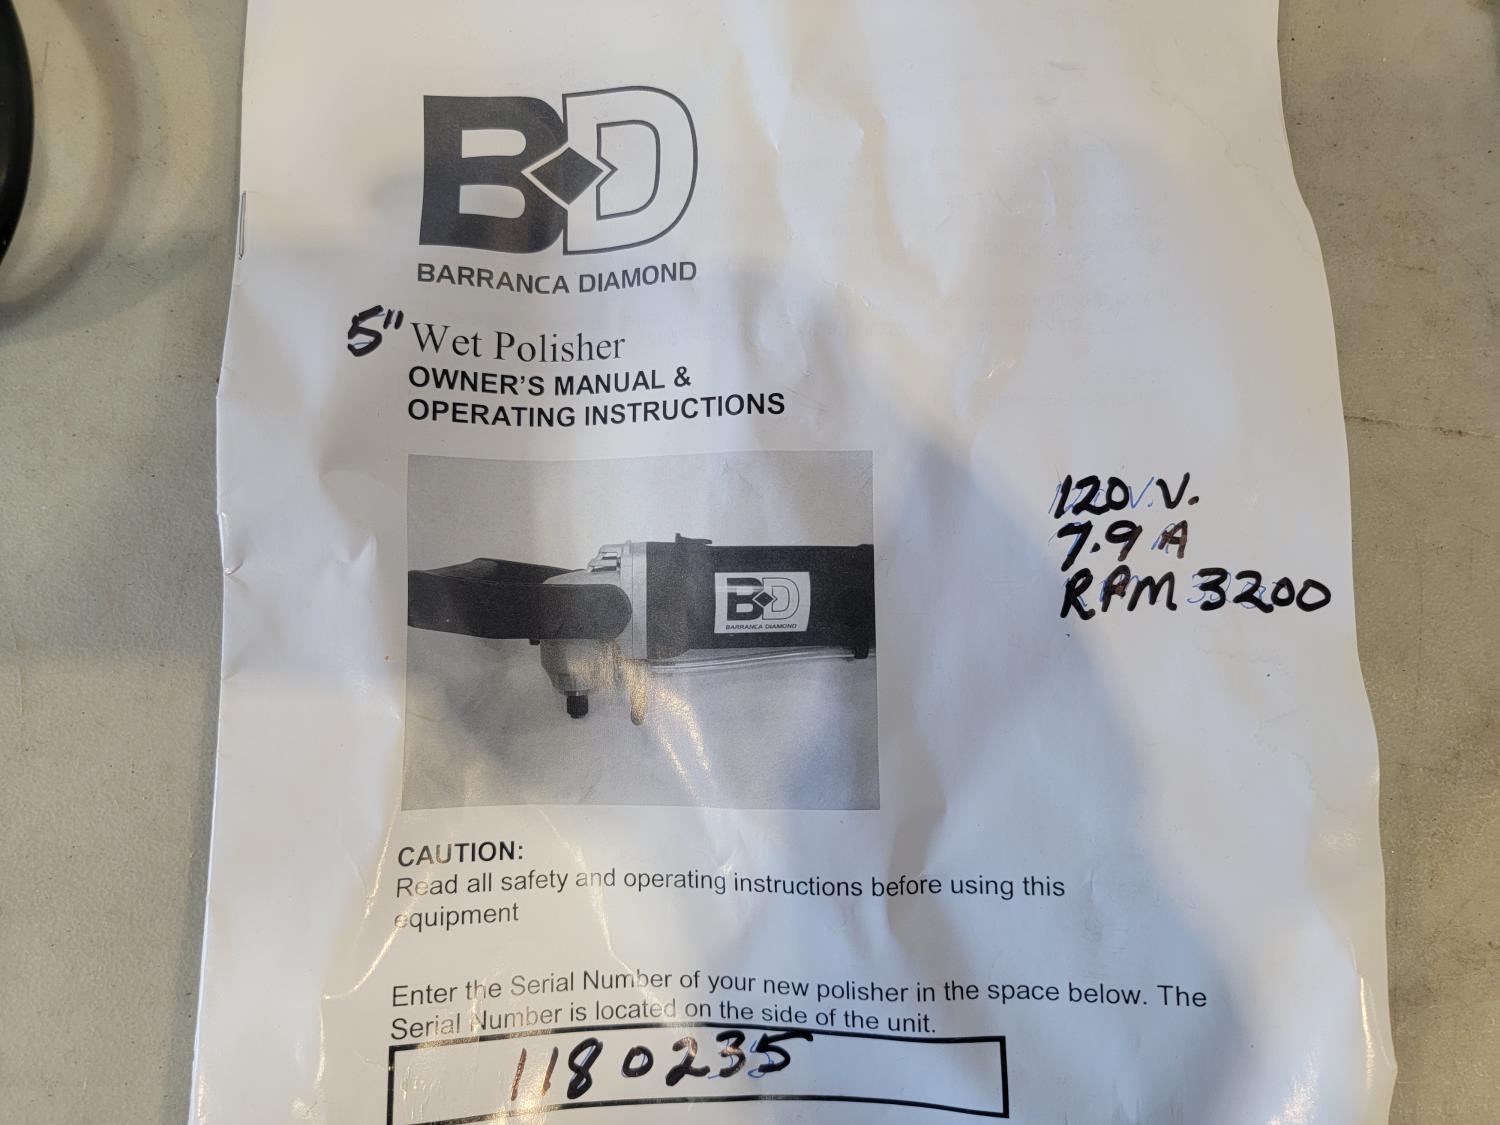 BD
BARRANCA DIAMOND
5" Wet Polisher
OWNER'S MANUAL &
OPERATING INSTRUCTIONS
120V.V.
7.9 A
RPM 3200
BD
BARRANCA DIAMOND
CAUTION:
Read all safety and operating instructions before using this
equipment
Enter the Serial Number of your new polisher in the space below. The
Serial Number is located on the side of the unit.
1180235